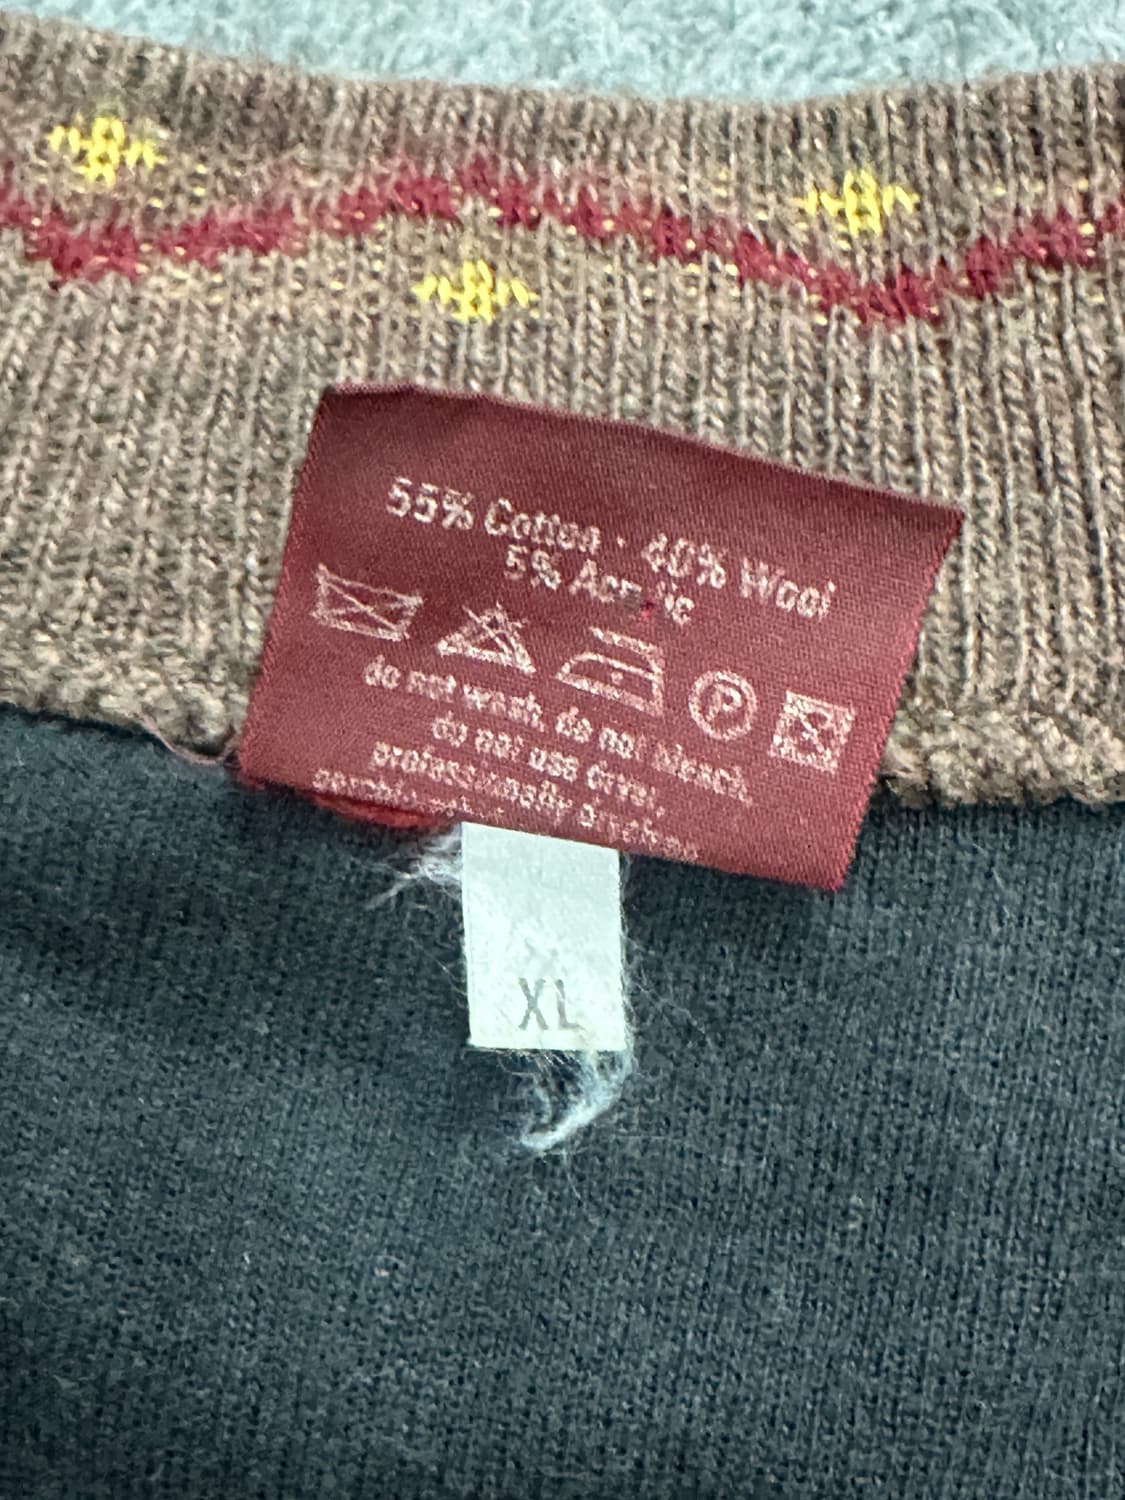 55% Cotton · 40% Wool
5% Acrylic
P
do not wash, do not bleach,
do not use dryer,
professionally dryclean
XL